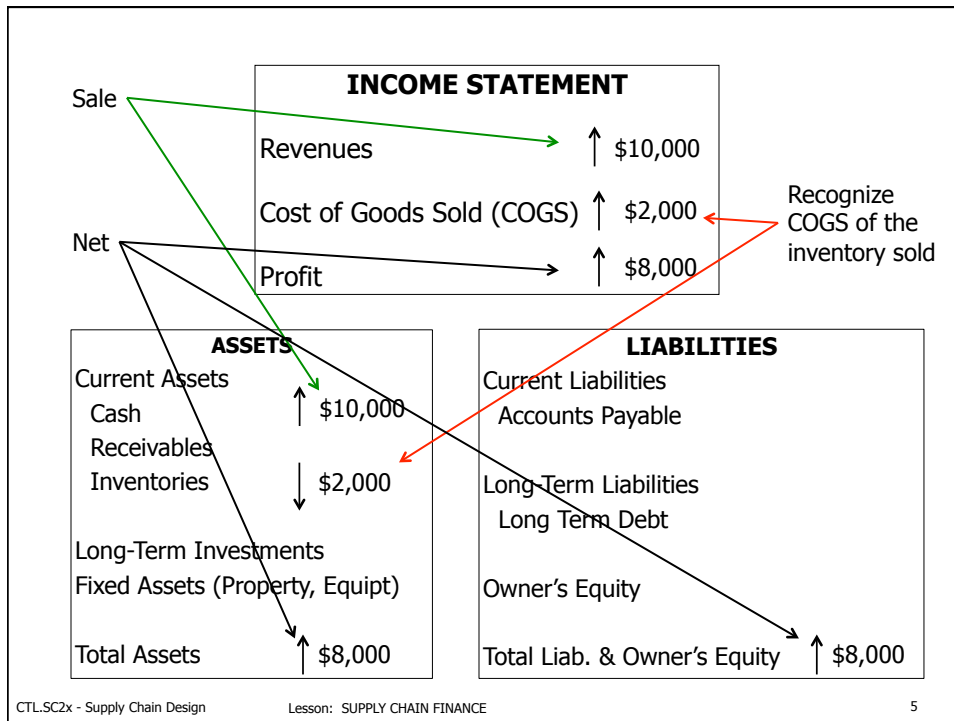 INCOME STATEMENT
Sale
Revenues $10,000
Cost of Goods Sold (COGS) $2,000
Recognize
COGS of the
inventory sold
Net
Profit $8,000
ASSETS
Current Assets
Cash $10,000
Receivables
Inventories $2,000
Long-Term Investments
Fixed Assets (Property, Equipt)
Total Assets $8,000
LIABILITIES
Current Liabilities
Accounts Payable
Long-Term Liabilities
Long Term Debt
Owner’s Equity
Total Liab. & Owner’s Equity $8,000
CTL.SC2x - Supply Chain Design Lesson: SUPPLY CHAIN FINANCE 5